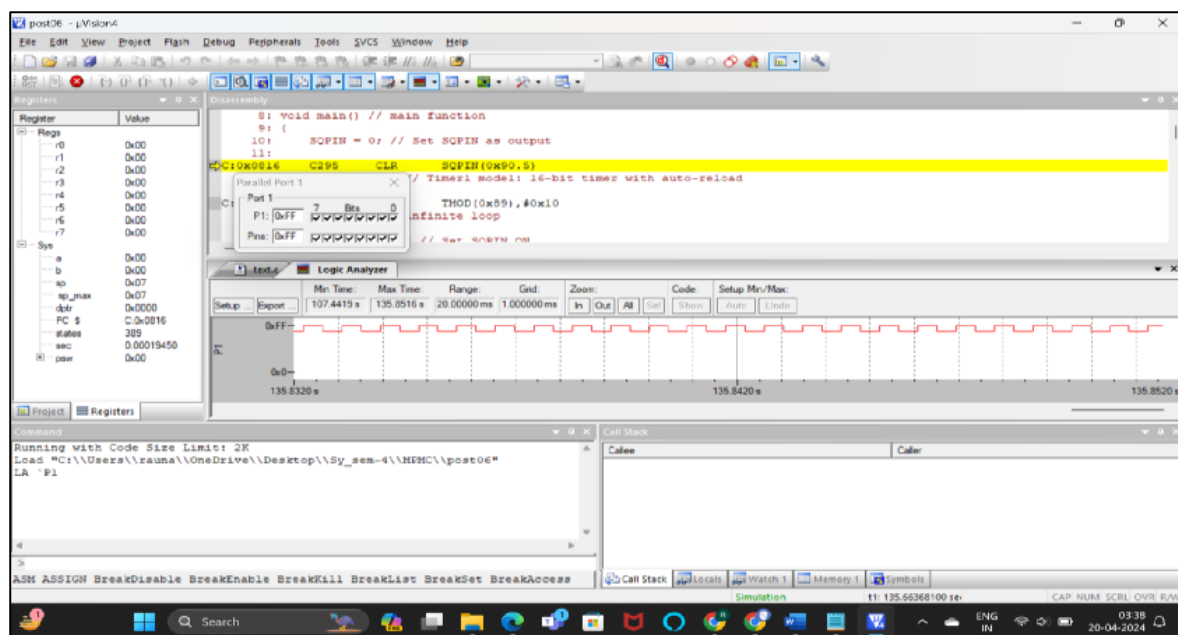 post06 - µVision4
File Edit View Project Flash Debug Peripherals Tools SVCS Window Help
Registers
Register Value
Regs
r0 0x00
r1 0x00
r2 0x00
r3 0x00
r4 0x00
r5 0x00
r6 0x00
r7 0x00
Sys
a 0x00
b 0x00
sp 0x07
sp_max 0x07
dptr 0x0000
PC $ C:0x0816
states 389
sec 0.00019450
psw 0x00
Project Registers
Disassembly
8: void main() // main function
9: {
10: SQPIN = 0; // Set SQPIN as output
11:
C:0x0816 C295 CLR SQPIN(0x90.5)
// Timer1 model: 16-bit timer with auto-reload
C: TMOD(0x89),#0x10
infinite loop
// Set SQPIN ON
Parallel Port 1
Port 1
7 Bits 0
P1: 0xFF
Pins: 0xFF
text.c Logic Analyzer
Min Time: Max Time: Range: Grid: Zoom: Code: Setup Min/Max:
Setup ... Export ... 107.4419 s 135.8516 s 20.00000 ms 1.000000 ms In Out All Sel Show Auto Undo
0xFF
P1
0x0
135.8320 s 135.8420 s 135.8520 s
Command
Running with Code Size Limit: 2K
Load "C:\\Users\\rauna\\OneDrive\\Desktop\\Sy_sem-4\\MPMC\\post06"
LA `P1
>
ASM ASSIGN BreakDisable BreakEnable BreakKill BreakList BreakSet BreakAccess
Call Stack
Callee Caller
Call Stack Locals Watch 1 Memory 1 Symbols
Simulation t1: 135.66368100 se CAP NUM SCRL OVR R/W
Search
ENG
IN
03:38
20-04-2024